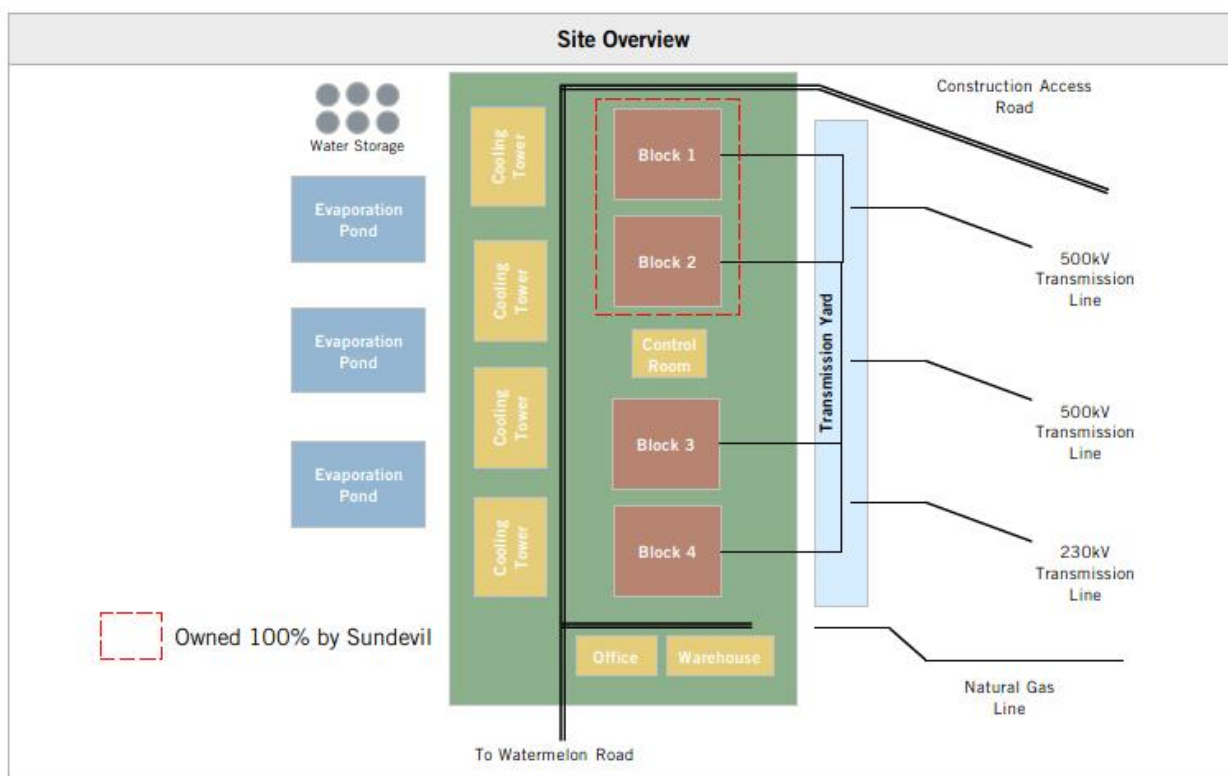 Site Overview
Construction Access
Road
Water Storage
Cooling
Tower
Block 1
Evaporation
Pond
Block 2
500kV
Transmission
Line
Cooling
Tower
Transmission Yard
Evaporation
Pond
Control
Room
Cooling
Tower
500kV
Transmission
Line
Block 3
Evaporation
Pond
Cooling
Tower
Block 4
230kV
Transmission
Line
Owned 100% by Sundevil
Office
Warehouse
Natural Gas
Line
To Watermelon Road